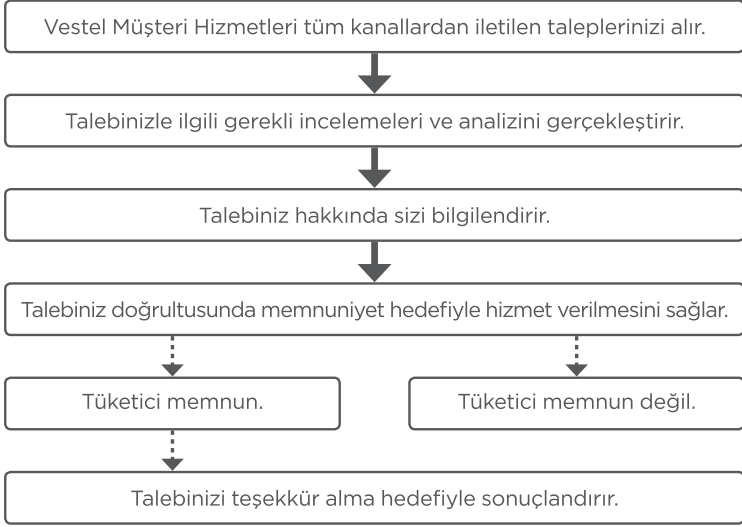 Vestel Müşteri Hizmetleri tüm kanallardan iletilen taleplerinizi alır.
Talebinizle ilgili gerekli incelemeleri ve analizini gerçekleştirir.
Talebiniz hakkında sizi bilgilendirir.
Talebiniz doğrultusunda memnuniyet hedefiyle hizmet verilmesini sağlar.
Tüketici memnun.
Tüketici memnun değil.
Talebinizi teşekkür alma hedefiyle sonuçlandırır.